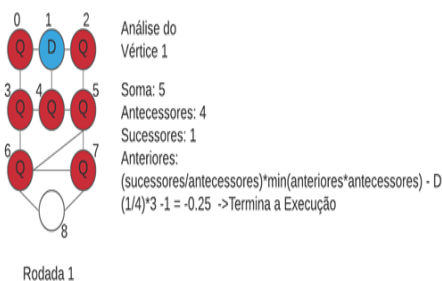 0 1 2
Q D Q
3 4 5
Q Q Q
6 7
Q Q
8
Rodada 1
Análise do
Vértice 1
Soma: 5
Antecessores: 4
Sucessores: 1
Anteriores:
(sucessores/antecessores)*min(anteriores*antecessores) - D
(1/4)*3 -1 = -0.25 ->Termina a Execução